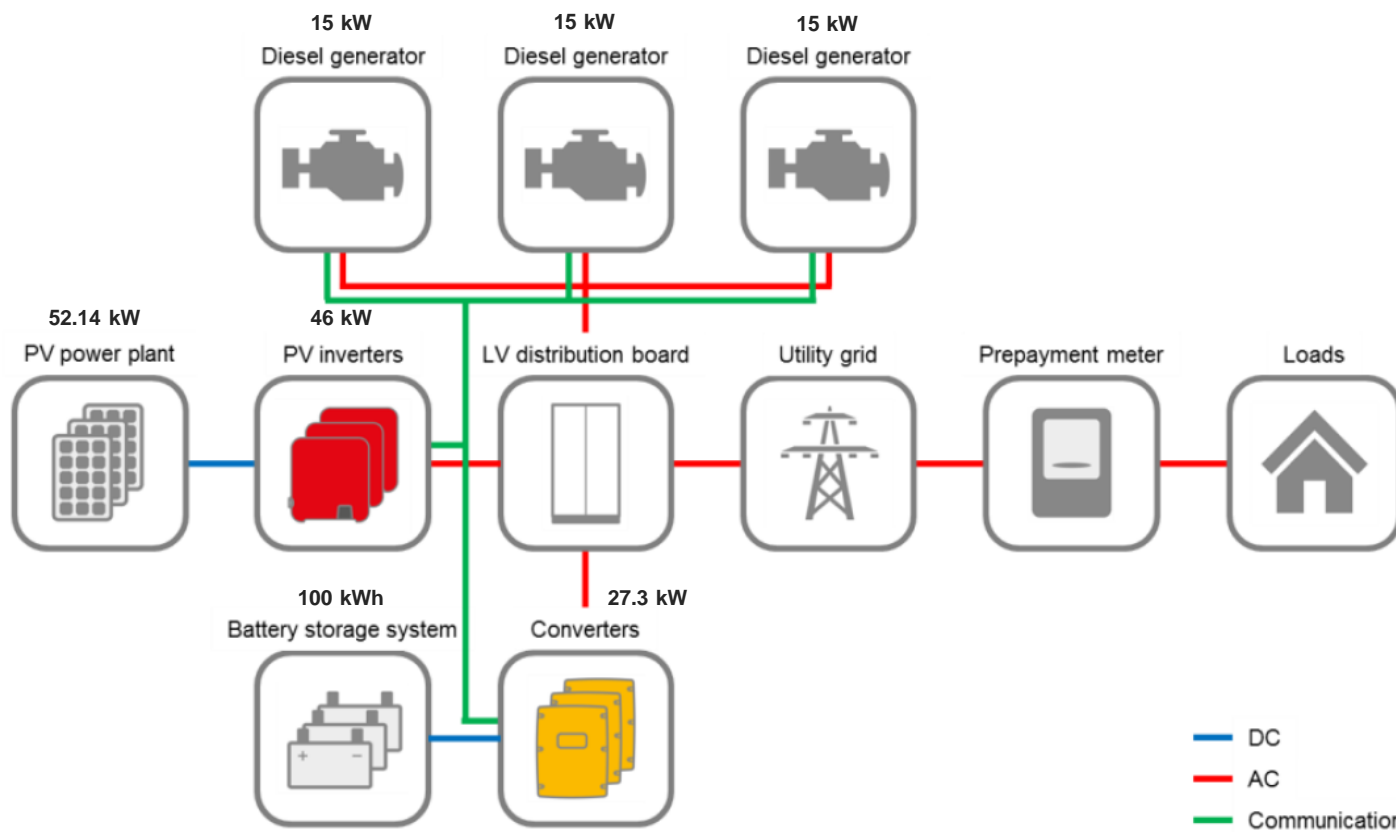 15 kW
Diesel generator
15 kW
Diesel generator
15 kW
Diesel generator
52.14 kW
PV power plant
46 kW
PV inverters
LV distribution board
Utility grid
Prepayment meter
Loads
100 kWh
Battery storage system
27.3 kW
Converters
+ −
DC
AC
Communication